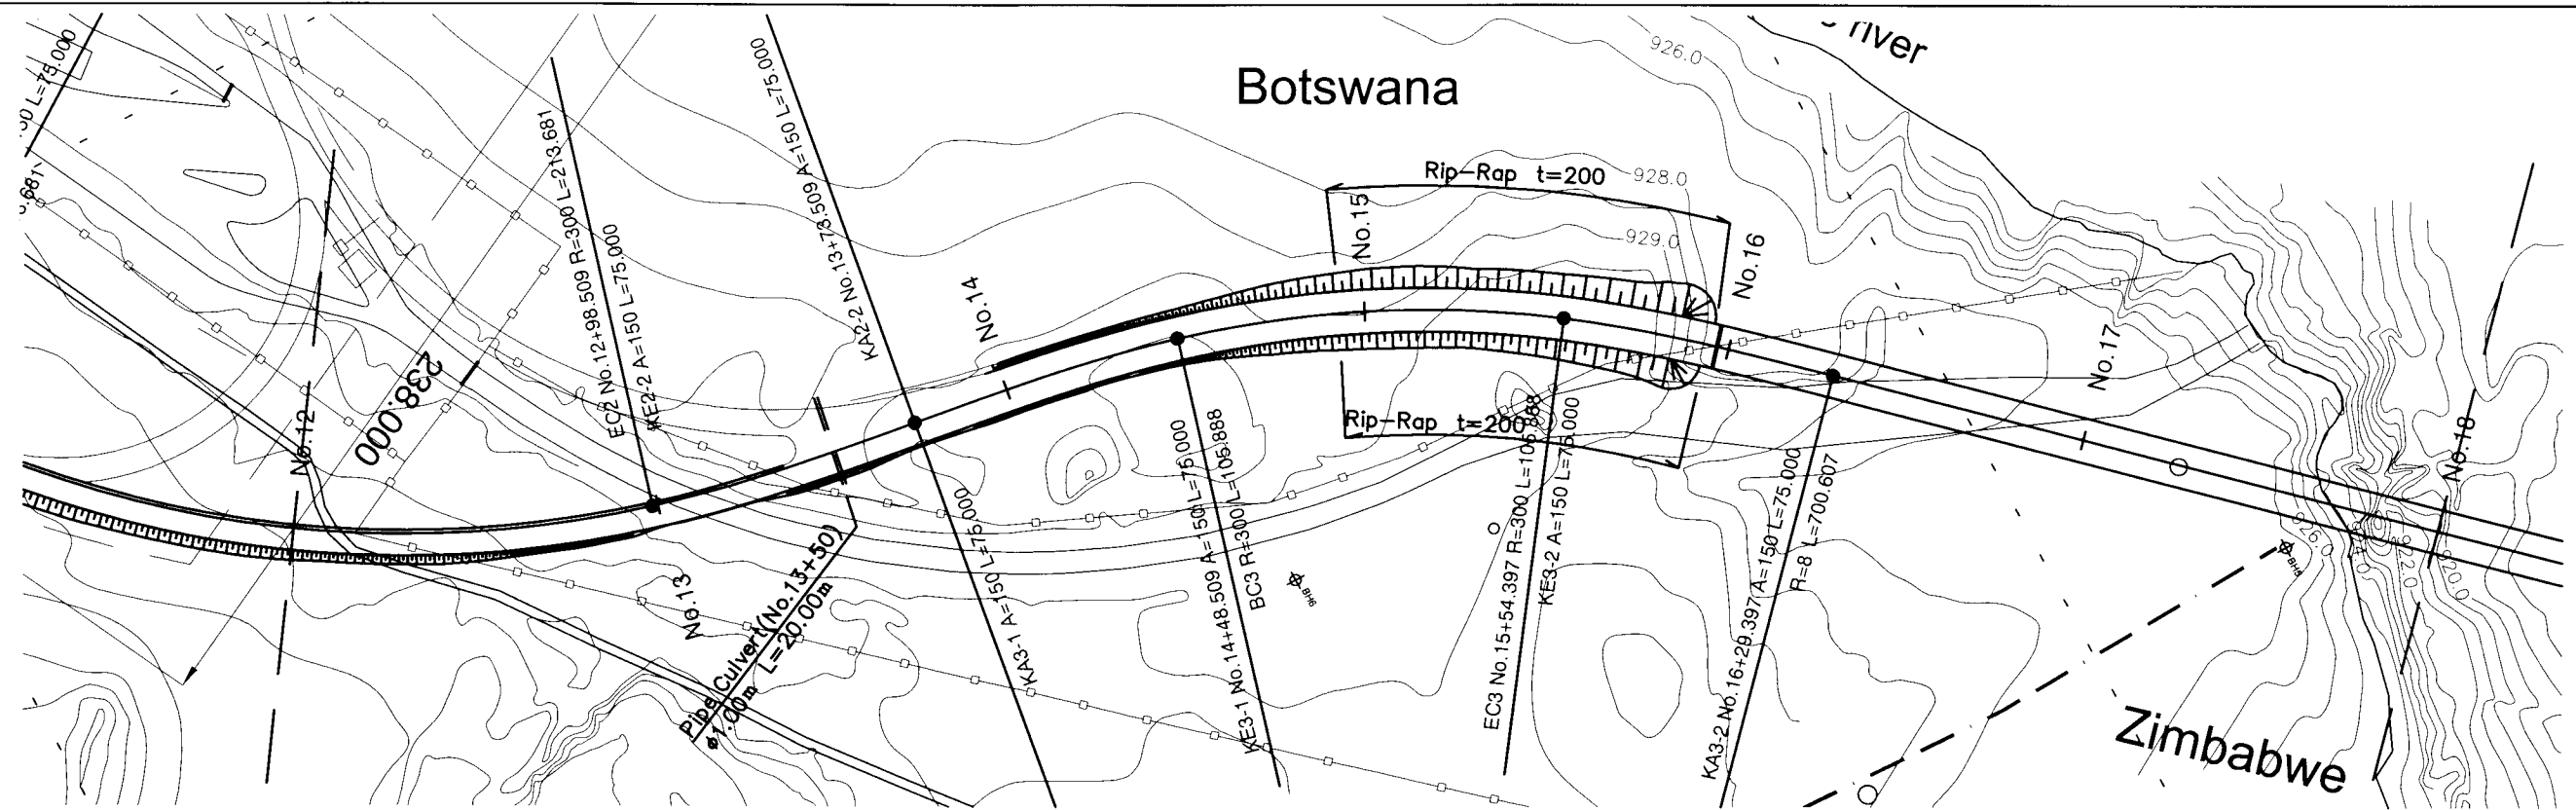 river
926.0
Botswana
L=75.000
EC2 No.12+98.509 R=300 L=213.681
KE2-2 A=150 L=75.000
KA2-2 No.13+73.509 A=150 L=75.000
Rip-Rap t=200
928.0
929.0
No.15
No.16
No.14
No.12
238.000
No.17
No.18
Rip-Rap t=200
No.13
Pipe Culvert(No.13+50)
ø1.00m L=20.00m
KA3-1 A=150 L=75.000
KE3-1 No.14+48.509 A=150 L=75.000
BC3 R=300 L=105.888
BH6
EC3 No.15+54.397 R=300 L=105.888
KE3-2 A=150 L=75.000
KA3-2 No.16+29.397 A=150 L=75.000
R=8 L=700.607
BH5
Zimbabwe